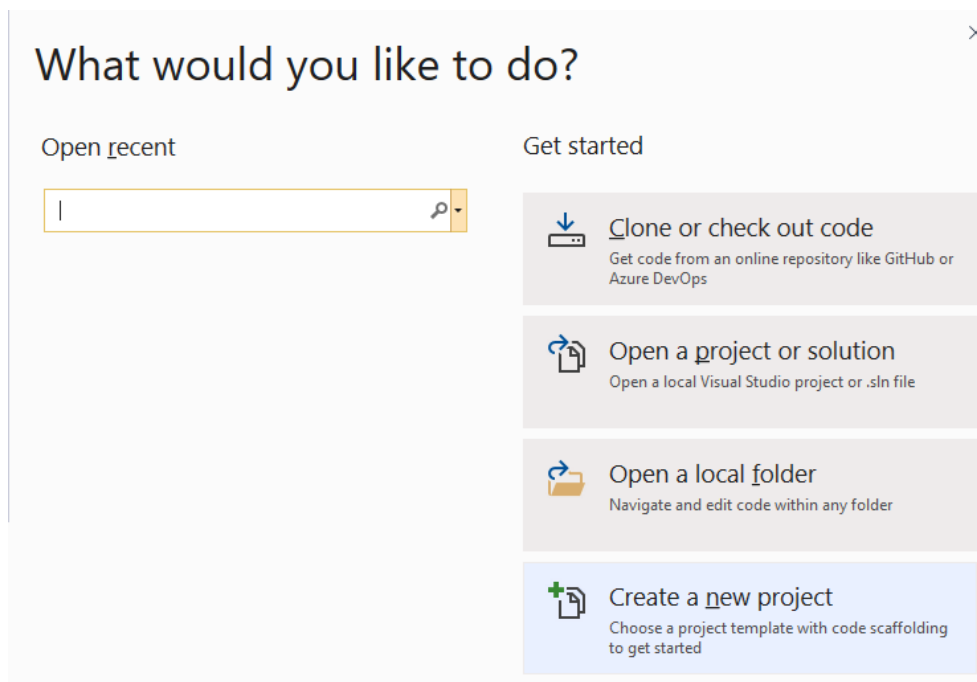 What would you like to do?
Open recent
Get started
Clone or check out code
Get code from an online repository like GitHub or
Azure DevOps
Open a project or solution
Open a local Visual Studio project or .sln file
Open a local folder
Navigate and edit code within any folder
Create a new project
Choose a project template with code scaffolding
to get started